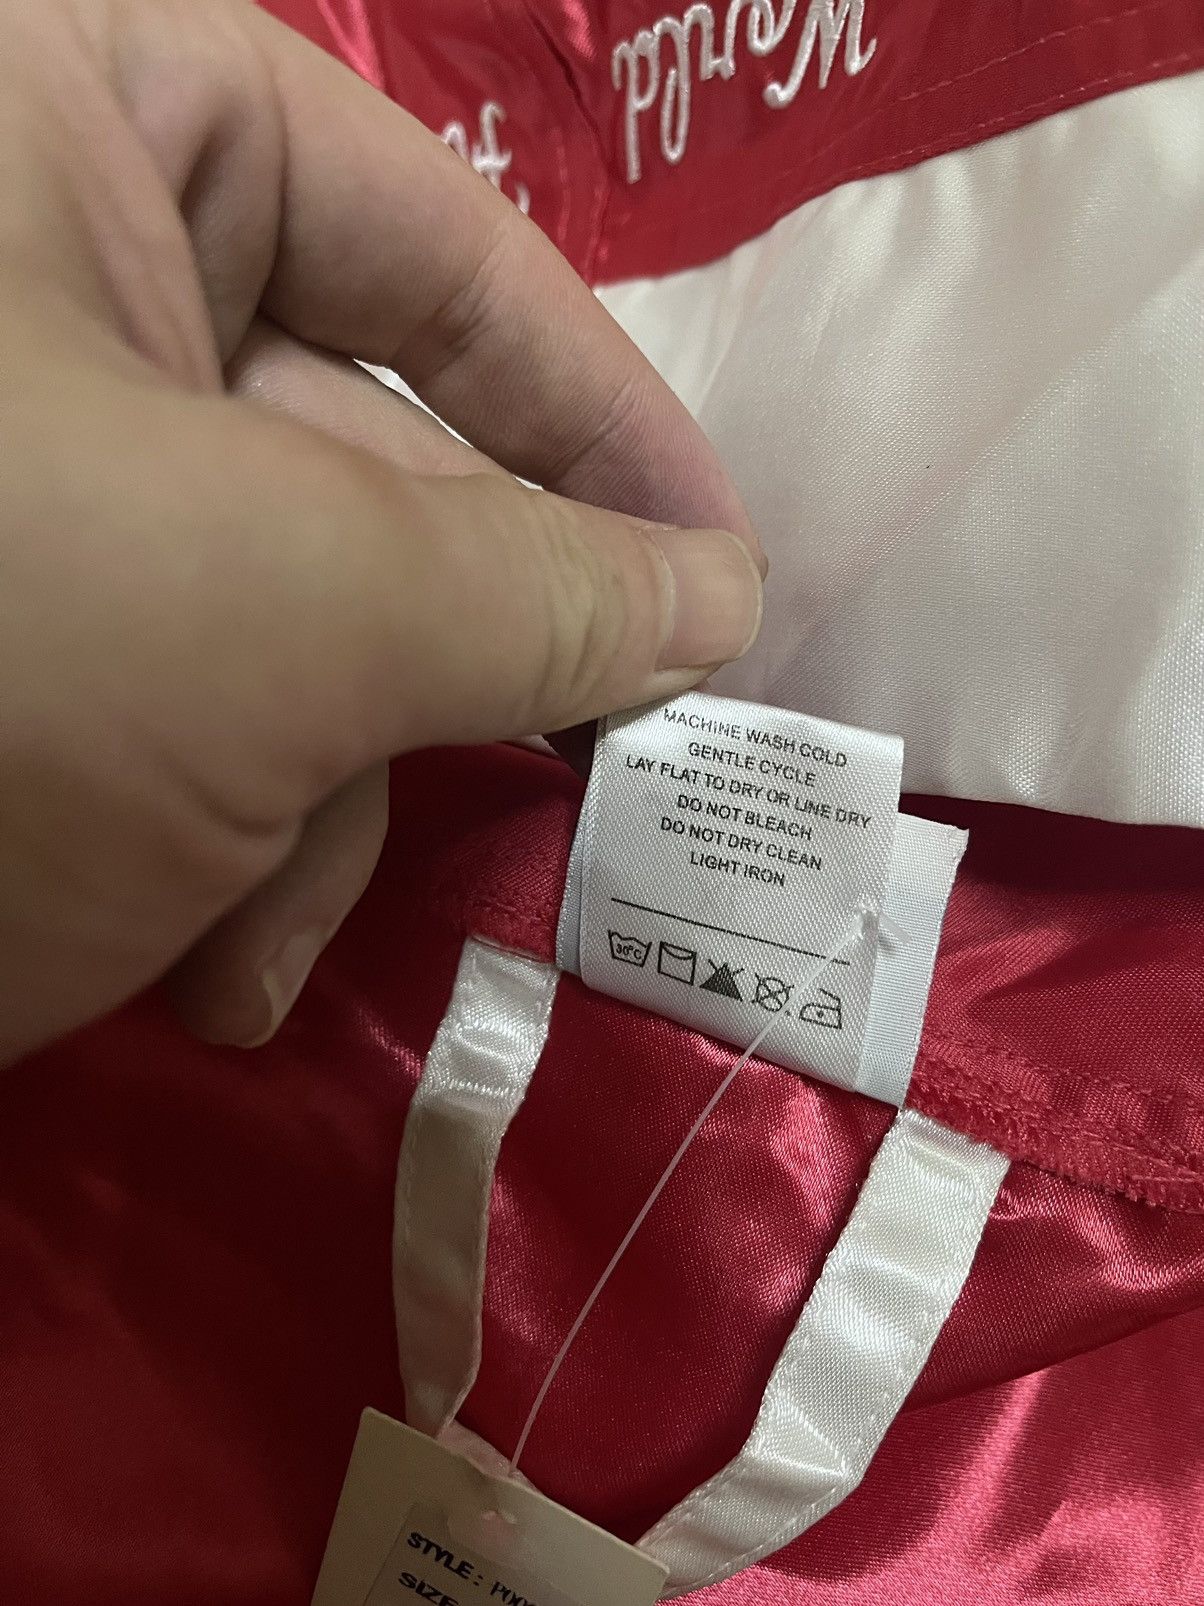 World
MACHINE WASH COLD
GENTLE CYCLE
LAY FLAT TO DRY OR LINE DRY
DO NOT BLEACH
DO NOT DRY CLEAN
LIGHT IRON
30°C
STYLE:
SIZE